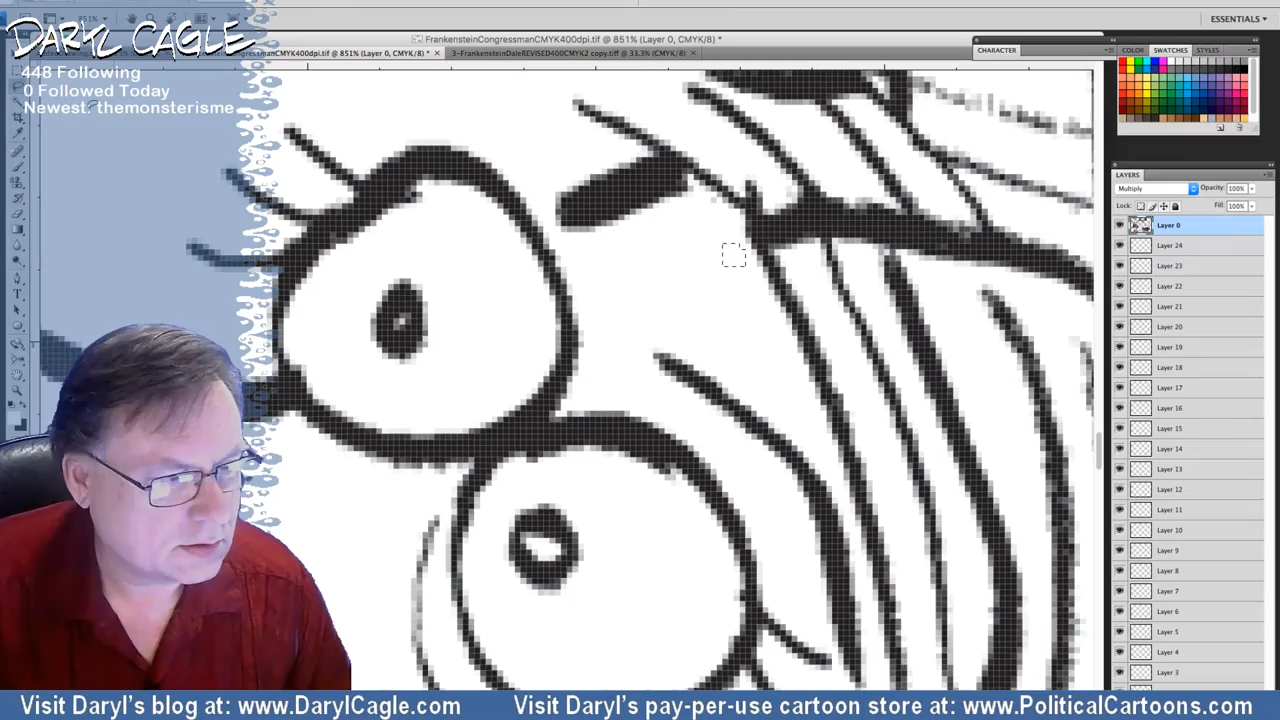 DARYL CAGLE
448 Following
0 Followed Today
Newest: themonsterisme
ESSENTIALS
FrankensteinCongressmanCMYK400dpi.tif @ 851% (Layer 0, CMYK/8) *
ngressmanCMYK400dpi.tif @ 851% (Layer 0, CMYK/8) *
3-FrankensteinDaleREVISED400CMYK2 copy.tif @ 33.3% (CMYK/8)
CHARACTER
COLOR SWATCHES STYLES
LAYERS
Multiply Opacity: 100%
Lock: Fill: 100%
Layer 0
Layer 24
Layer 23
Layer 22
Layer 21
Layer 20
Layer 19
Layer 18
Layer 17
Layer 16
Layer 15
Layer 14
Layer 13
Layer 12
Layer 11
Layer 10
Layer 9
Layer 8
Layer 7
Layer 6
Layer 5
Layer 4
Layer 3
Visit Daryl's blog at: www.DarylCagle.com
Visit Daryl's pay-per-use cartoon store at: www.PoliticalCartoons.com